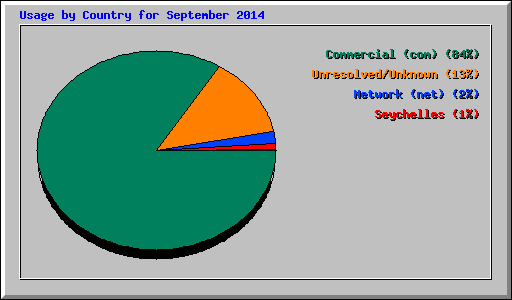 Usage by Country for September 2014
Commercial (com) (84%)
Unresolved/Unknown (13%)
Network (net) (2%)
Seychelles (1%)